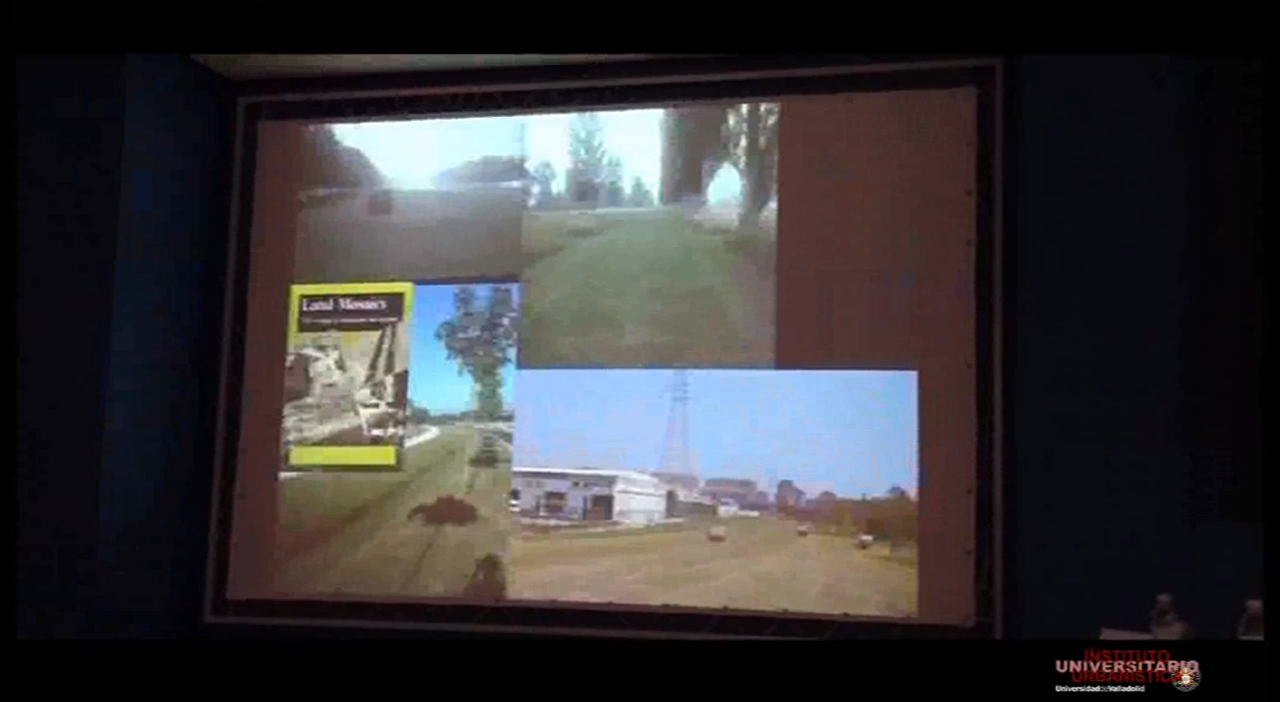 Land Mosaics
INSTITUTO
UNIVERSITARIO
URBANÍSTICA
Universidad de Valladolid